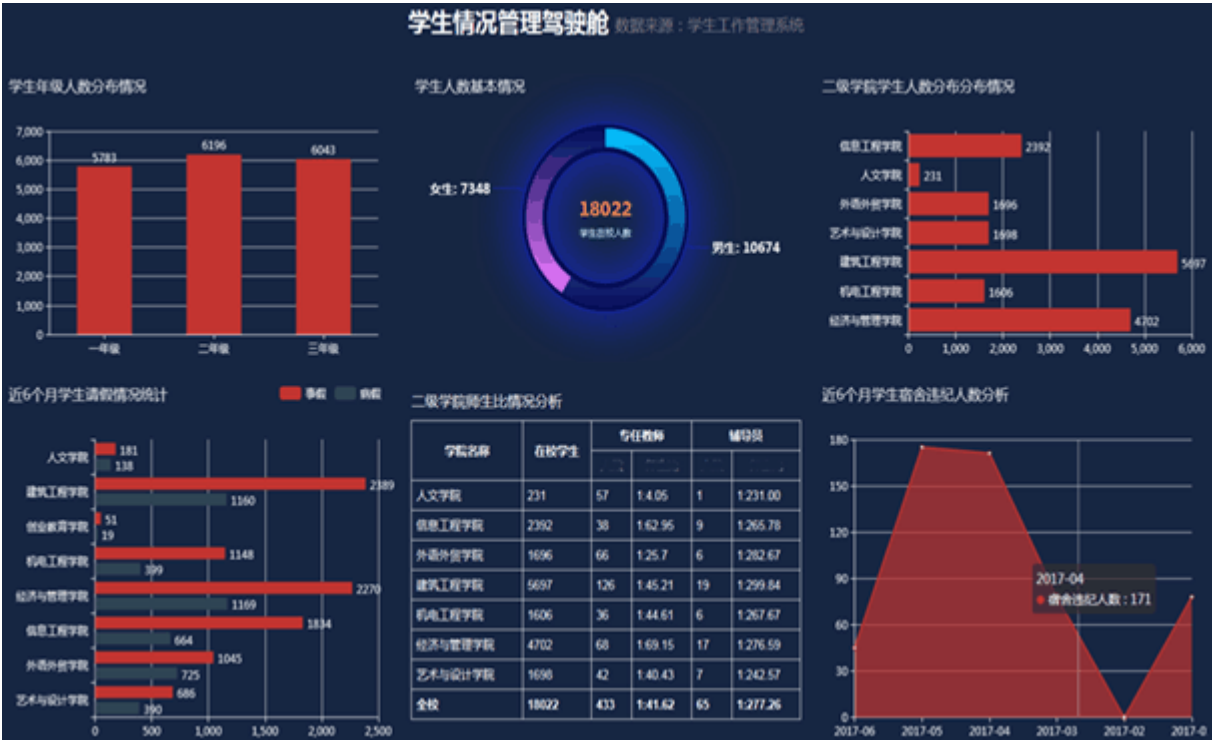 学生情况管理驾驶舱 数据来源：学生工作管理系统
学生年级人数分布情况
7,000
6,000
5,000
4,000
3,000
2,000
1,000
0
5783
6196
6043
一年级 二年级 三年级
学生人数基本情况
女生: 7348
18022
学生在校人数
男生: 10674
二级学院学生人数分布分布情况
信息工程学院 2392
人文学院 231
外语外贸学院 1696
艺术与设计学院 1698
建筑工程学院 5697
机电工程学院 1606
经济与管理学院 4702
0 1,000 2,000 3,000 4,000 5,000 6,000
近6个月学生请假情况统计 事假 病假
人文学院 181
138
建筑工程学院 2389
1160
创业教育学院 51
19
机电工程学院 1148
399
经济与管理学院 2270
1169
信息工程学院 1834
664
外语外贸学院 1045
725
艺术与设计学院 686
390
0 500 1,000 1,500 2,000 2,500
二级学院师生比情况分析
学院名称 在校学生 专任教师 辅导员
人文学院 231 57 1:4.05 1 1:231.00
信息工程学院 2392 38 1:62.95 9 1:265.78
外语外贸学院 1696 66 1:25.7 6 1:282.67
建筑工程学院 5697 126 1:45.21 19 1:299.84
机电工程学院 1606 36 1:44.61 6 1:267.67
经济与管理学院 4702 68 1:69.15 17 1:276.59
艺术与设计学院 1698 42 1:40.43 7 1:242.57
全校 18022 433 1:41.62 65 1:277.26
近6个月学生宿舍违纪人数分析
180
150
120
90
60
30
0
2017-04
宿舍违纪人数 : 171
2017-06 2017-05 2017-04 2017-03 2017-02 2017-0